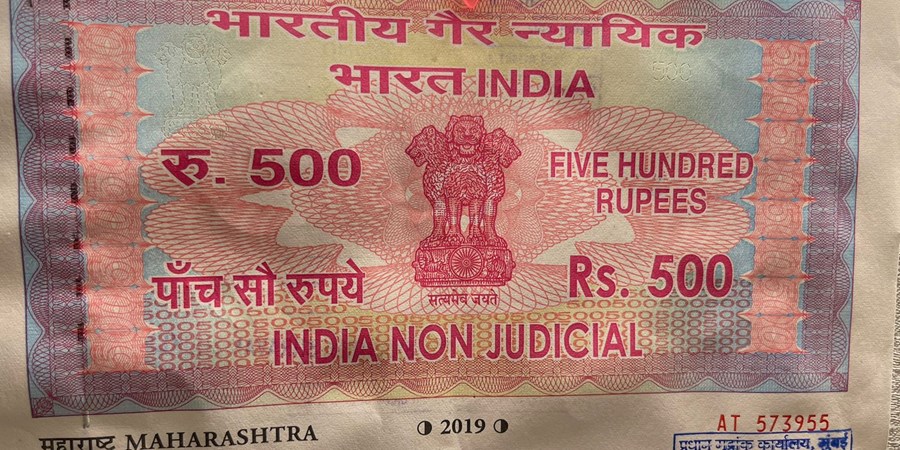 भारतीय गैर न्यायिक
भारत INDIA
रु. 500
FIVE HUNDRED
RUPEES
पाँच सौ रुपये
Rs. 500
सत्यमेव जयते
INDIA NON JUDICIAL
महाराष्ट्र MAHARASHTRA
2019
AT 573955
प्रधान मुद्रांक कार्यालय, मुंबई